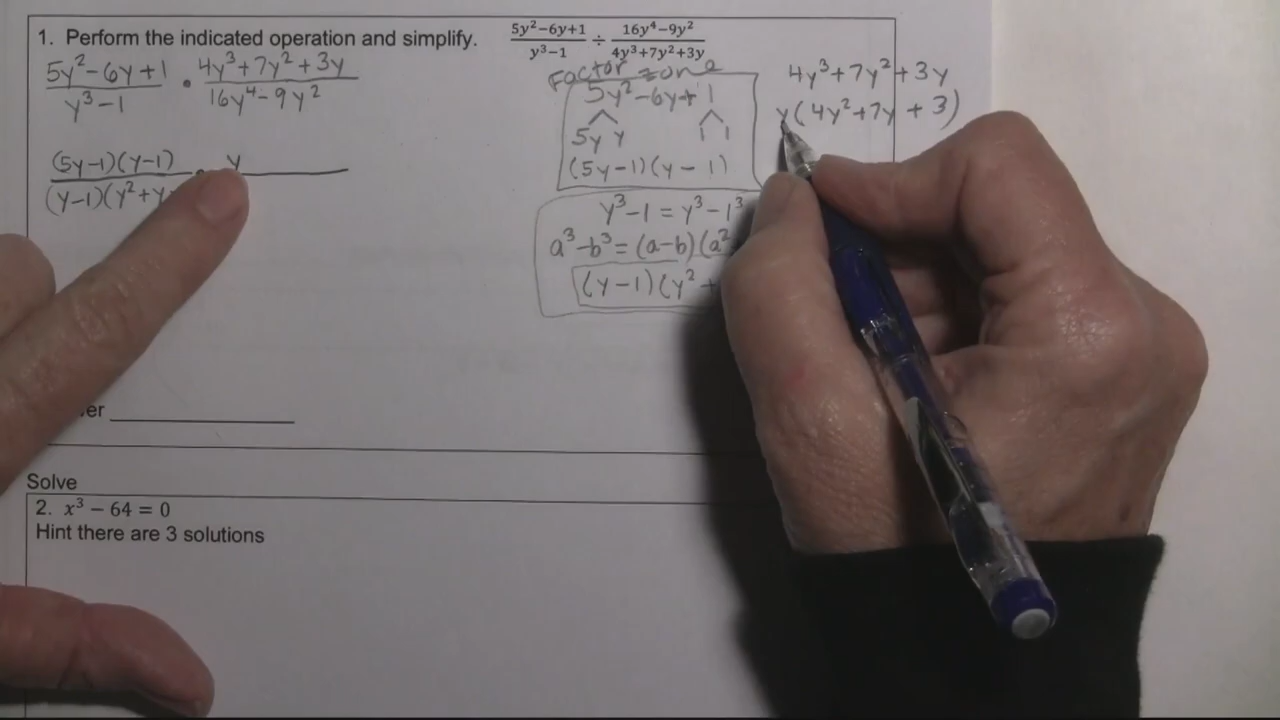 1. Perform the indicated operation and simplify. (5y²−6y+1)/(y³−1) ÷ (16y⁴−9y²)/(4y³+7y²+3y)
(5y²−6y+1)/(y³−1) · (4y³+7y²+3y)/(16y⁴−9y²)
(5y−1)(y−1) y
(y−1)(y²+y
Factor zone
5y²−6y+1
5y y 1 1
(5y−1)(y−1)
y³−1 = y³−1³
a³−b³ = (a−b)(a²
(y−1)(y²+
4y³+7y²+3y
y(4y²+7y+3)
er
Solve
2. x³ − 64 = 0
Hint there are 3 solutions